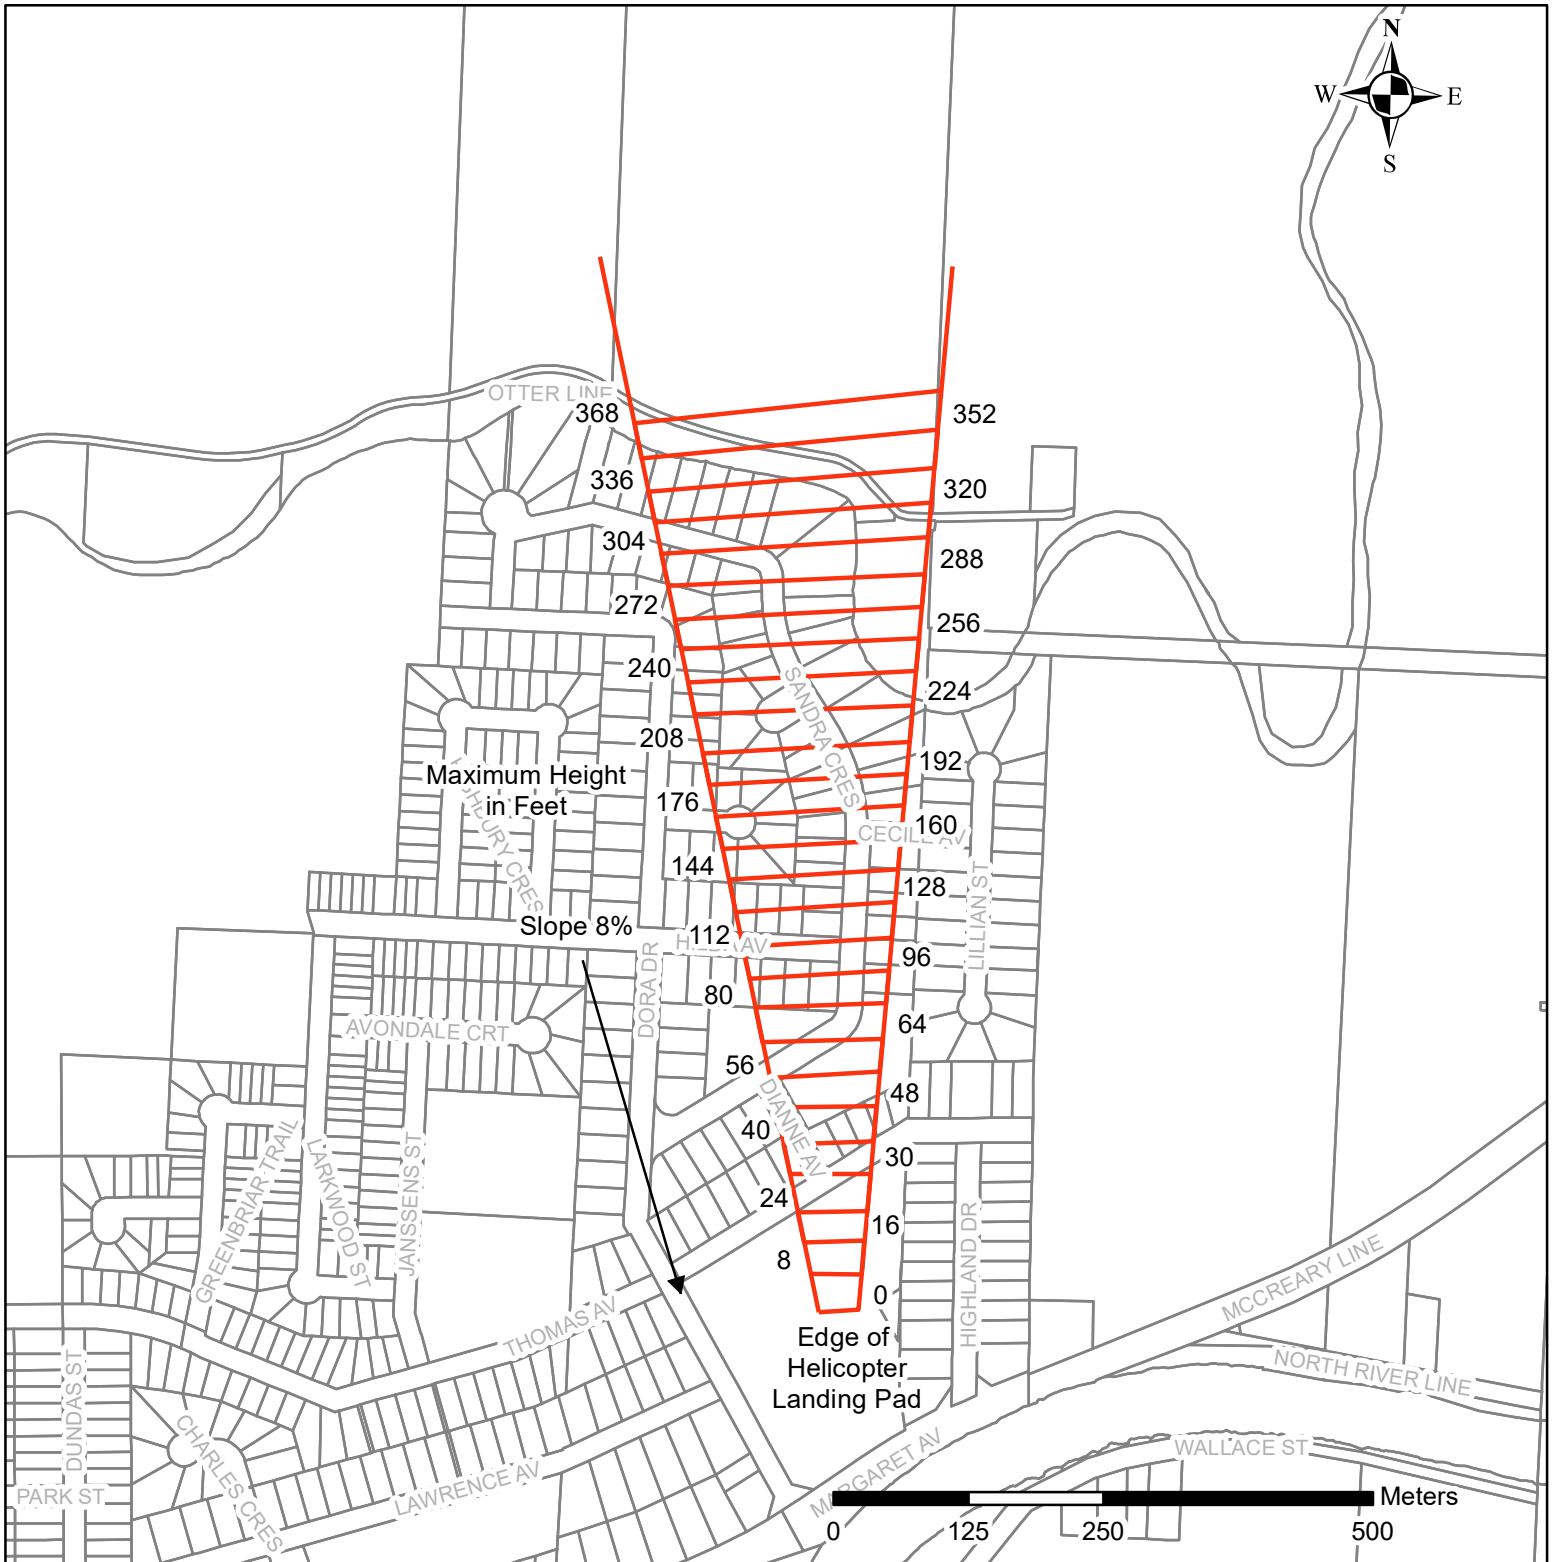 N
W
E
S
OTTER LINE
368
352
336
320
304
288
272
256
240
224
SANDRA CRES
208
192
Maximum Height
in Feet
176
160
CECILE AV
144
128
LILLIAN ST
Slope 8%
112
96
DORA DR
80
AVONDALE CRT
64
56
48
DIANNE AV
40
30
24
16
GREENBRIAR TRAIL
LARKWOOD ST
JANSSENS ST
HIGHLAND DR
8
0
MCCREARY LINE
THOMAS AV
Edge of
Helicopter
Landing Pad
NORTH RIVER LINE
DUNDAS ST
CHARLES CRES
WALLACE ST
MARGARET AV
LAWRENCE AV
PARK ST
Meters
0
125
250
500